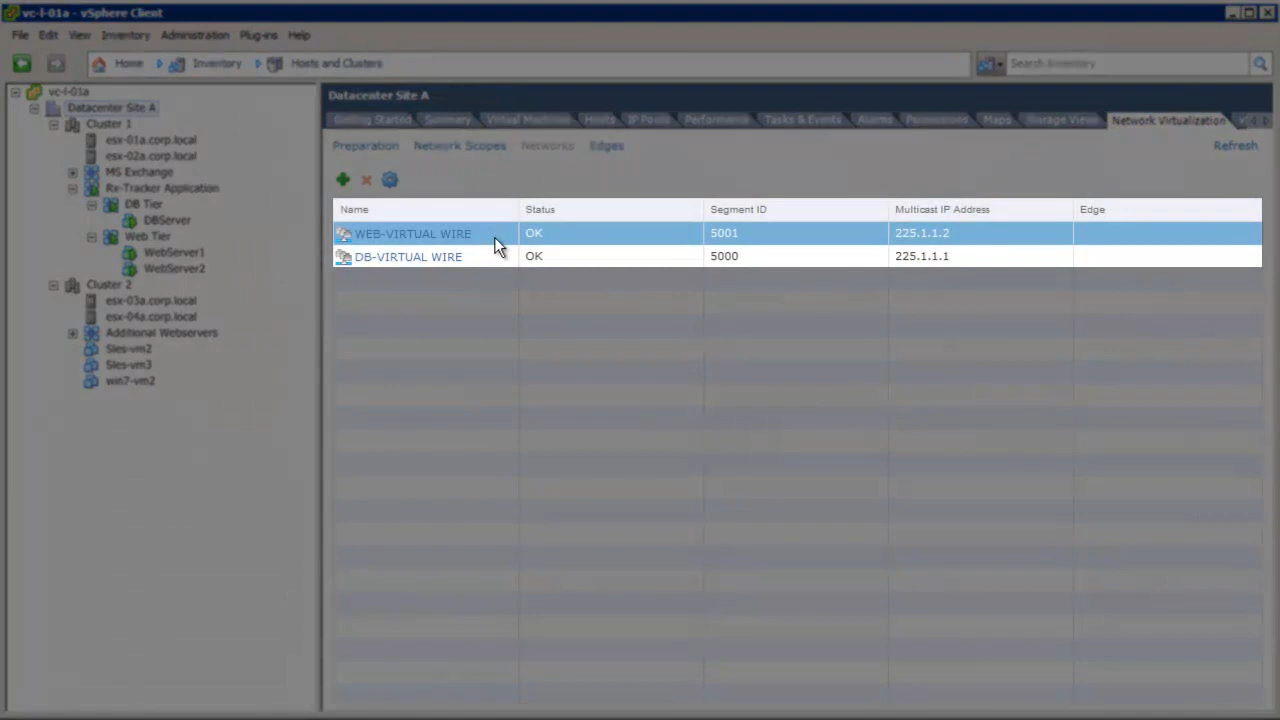 vc-l-01a - vSphere Client
File Edit View Inventory Administration Plug-ins Help
Home Inventory Hosts and Clusters Search Inventory
vc-l-01a
Datacenter Site A
Cluster 1
esx-01a.corp.local
esx-02a.corp.local
MS Exchange
Rx-Tracker Application
DB Tier
DBServer
Web Tier
WebServer1
WebServer2
Cluster 2
esx-03a.corp.local
esx-04a.corp.local
Additional Webservers
Sles-vm2
Sles-vm3
win7-vm2
Datacenter Site A
Getting Started Summary Virtual Machines Hosts IP Pools Performance Tasks & Events Alarms Permissions Maps Storage Views Network Virtualization
Preparation Network Scopes Networks Edges Refresh
Name Status Segment ID Multicast IP Address Edge
WEB-VIRTUAL WIRE OK 5001 225.1.1.2
DB-VIRTUAL WIRE OK 5000 225.1.1.1